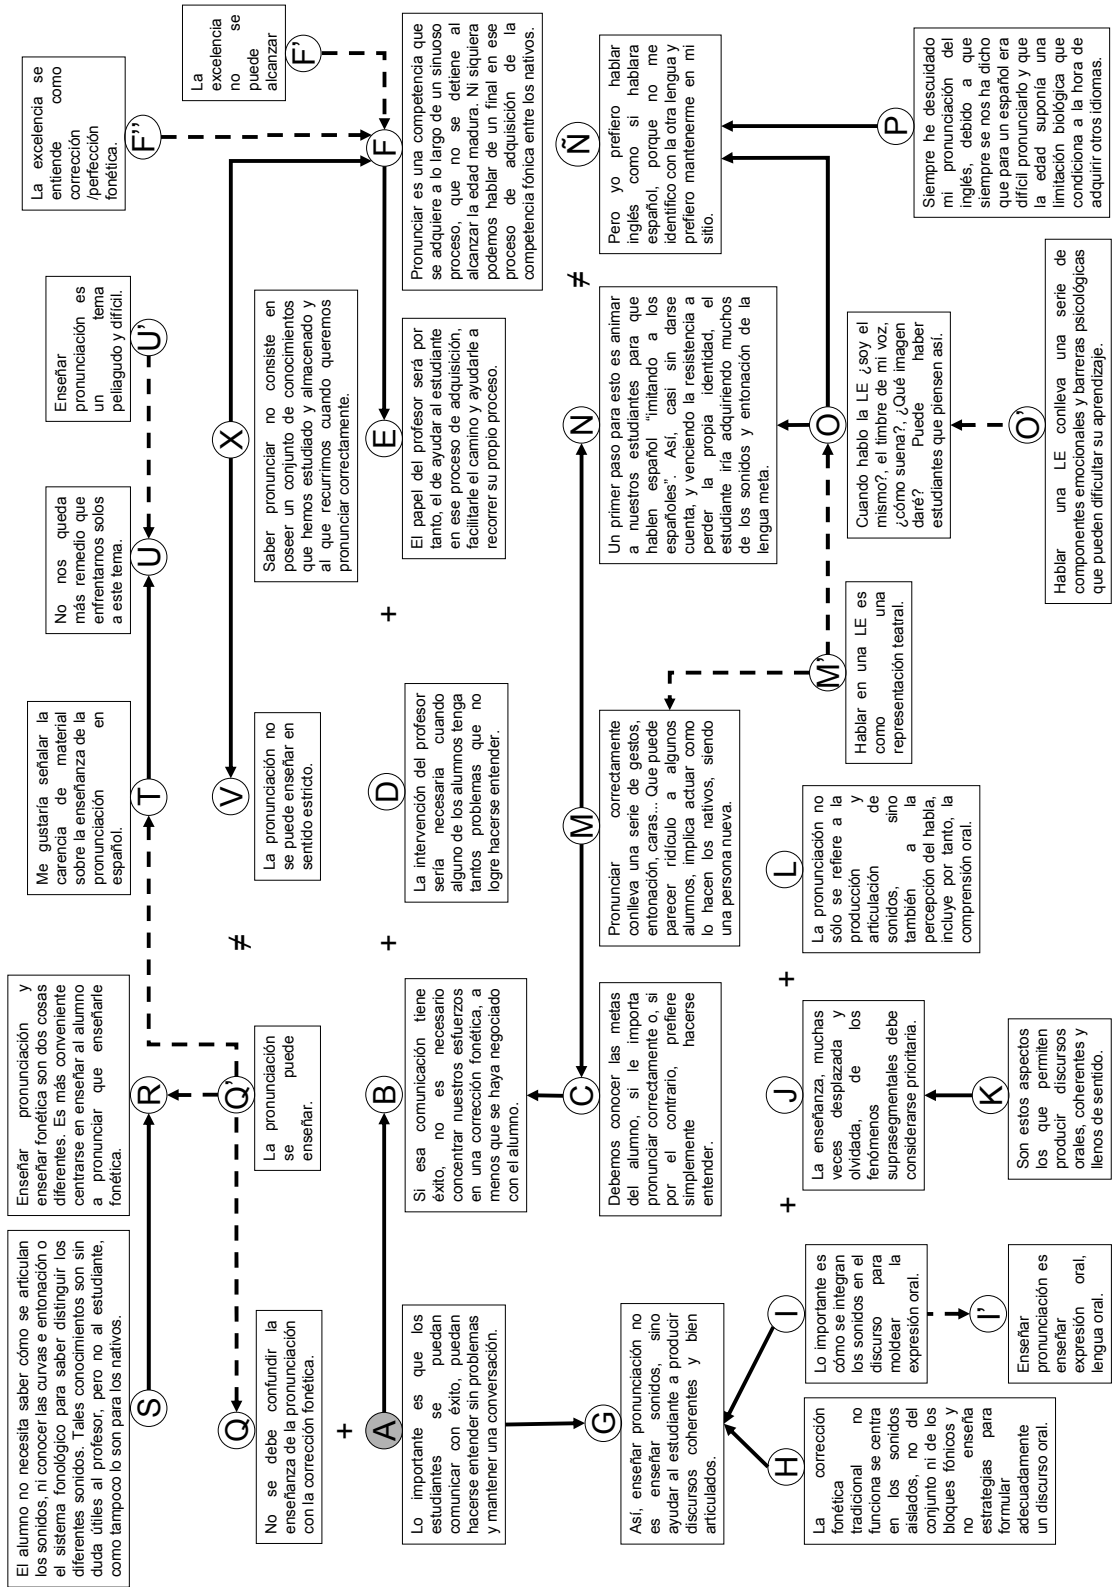 El alumno no necesita saber cómo se articulan
los sonidos, ni conocer las curvas e entonación o
el sistema fonológico para saber distinguir los
diferentes sonidos. Tales conocimientos son sin
duda útiles al profesor, pero no al estudiante,
como tampoco lo son para los nativos.
S
Enseñar pronunciación y
enseñar fonética son dos cosas
diferentes. Es más conveniente
centrarse en enseñar al alumno
a pronunciar que enseñarle
fonética.
R
Me gustaría señalar la
carencia de material
sobre la enseñanza de la
pronunciación en
español.
T
No nos queda
más remedio que
enfrentarnos solos
a este tema.
U
Enseñar
pronunciación es
un tema
peliagudo y difícil.
U'
La excelencia se
entiende como
corrección
/perfección
fonética.
F''
La
excelencia
no se
puede
alcanzar
F'
Q
No se debe confundir la
enseñanza de la pronunciación
con la corrección fonética.
Q'
La pronunciación
se puede
enseñar.
≠
V
La pronunciación no
se puede enseñar en
sentido estricto.
X
Saber pronunciar no consiste en
poseer un conjunto de conocimientos
que hemos estudiado y almacenado y
al que recurrimos cuando queremos
pronunciar correctamente.
+
A
Lo importante es que los
estudiantes se puedan
comunicar con éxito, puedan
hacerse entender sin problemas
y mantener una conversación.
B
Si esa comunicación tiene
éxito, no es necesario
concentrar nuestros esfuerzos
en una corrección fonética, a
menos que se haya negociado
con el alumno.
+
D
La intervención del profesor
sería necesaria cuando
alguno de los alumnos tenga
tantos problemas que no
logre hacerse entender.
+
E
El papel del profesor será por
tanto, el de ayudar al estudiante
en ese proceso de adquisición,
facilitarle el camino y ayudarle a
recorrer su propio proceso.
F
Pronunciar es una competencia que
se adquiere a lo largo de un sinuoso
proceso, que no se detiene al
alcanzar la edad madura. Ni siquiera
podemos hablar de un final en ese
proceso de adquisición de la
competencia fónica entre los nativos.
G
Así, enseñar pronunciación no
es enseñar sonidos, sino
ayudar al estudiante a producir
discursos coherentes y bien
articulados.
C
Debemos conocer las metas
del alumno, si le importa
pronunciar correctamente o, si
por el contrario, prefiere
simplemente hacerse
entender.
M
Pronunciar correctamente
conlleva una serie de gestos,
entonación, caras... Que puede
parecer ridículo a algunos
alumnos, implica actuar como
lo hacen los nativos, siendo
una persona nueva.
N
Un primer paso para esto es animar
a nuestros estudiantes para que
hablen español "imitando a los
españoles". Así, casi sin darse
cuenta, y venciendo la resistencia a
perder la propia identidad, el
estudiante iría adquiriendo muchos
de los sonidos y entonación de la
lengua meta.
≠
Ñ
Pero yo prefiero hablar
inglés como si hablara
español, porque no me
identifico con la otra lengua y
prefiero mantenerme en mi
sitio.
H
La corrección
fonética
tradicional no
funciona se centra
en los sonidos
aislados, no del
conjunto ni de los
bloques fónicos y
no enseña
estrategias para
formular
adecuadamente
un discurso oral.
I
Lo importante es
cómo se integran
los sonidos en el
discurso para
moldear la
expresión oral.
+
J
La enseñanza, muchas
veces desplazada y
olvidada, de los
fenómenos
suprasegmentales debe
considerarse prioritaria.
+
L
La pronunciación no
sólo se refiere a la
producción y
articulación de
sonidos, sino
también a la
percepción del habla,
incluye por tanto, la
comprensión oral.
M'
Hablar en una LE es
como una
representación teatral.
O
Cuando hablo la LE ¿soy el
mismo?, el timbre de mi voz,
¿cómo suena?, ¿Qué imagen
daré? Puede haber
estudiantes que piensen así.
P
Siempre he descuidado
mi pronunciación del
inglés, debido a que
siempre se nos ha dicho
que para un español era
difícil pronunciarlo y que
la edad suponía una
limitación biológica que
condiciona a la hora de
adquirir otros idiomas.
I'
Enseñar
pronunciación es
enseñar
expresión oral,
lengua oral.
K
Son estos aspectos
los que permiten
producir discursos
orales, coherentes y
llenos de sentido.
O'
Hablar una LE conlleva una serie de
componentes emocionales y barreras psicológicas
que pueden dificultar su aprendizaje.